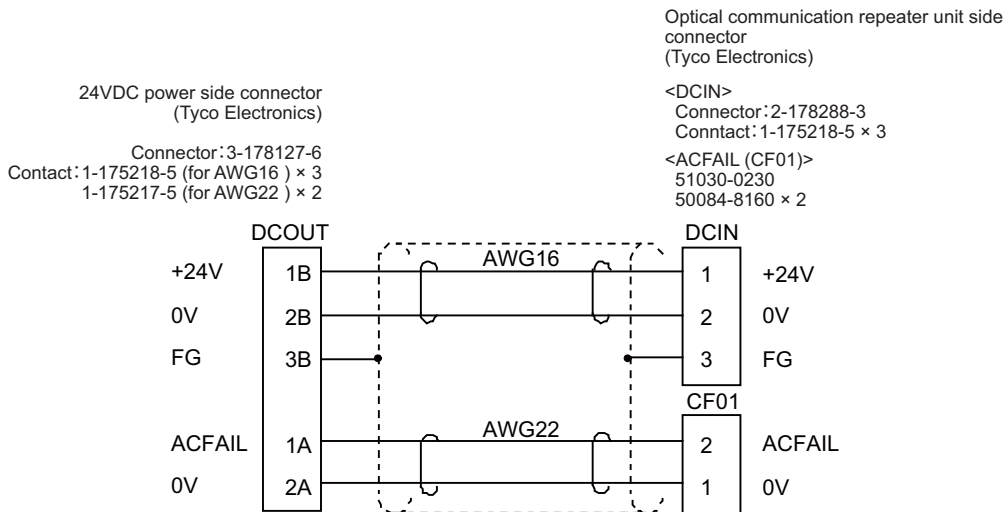 Optical communication repeater unit side
connector
(Tyco Electronics)
<DCIN>
Connector:2-178288-3
Conntact:1-175218-5 × 3
<ACFAIL (CF01)>
51030-0230
50084-8160 × 2
24VDC power side connector
(Tyco Electronics)
Connector:3-178127-6
Contact:1-175218-5 (for AWG16 ) × 3
1-175217-5 (for AWG22 ) × 2
DCOUT DCIN
+24V 1B AWG16 1 +24V
0V 2B 2 0V
FG 3B 3 FG
CF01
ACFAIL 1A AWG22 2 ACFAIL
0V 2A 1 0V